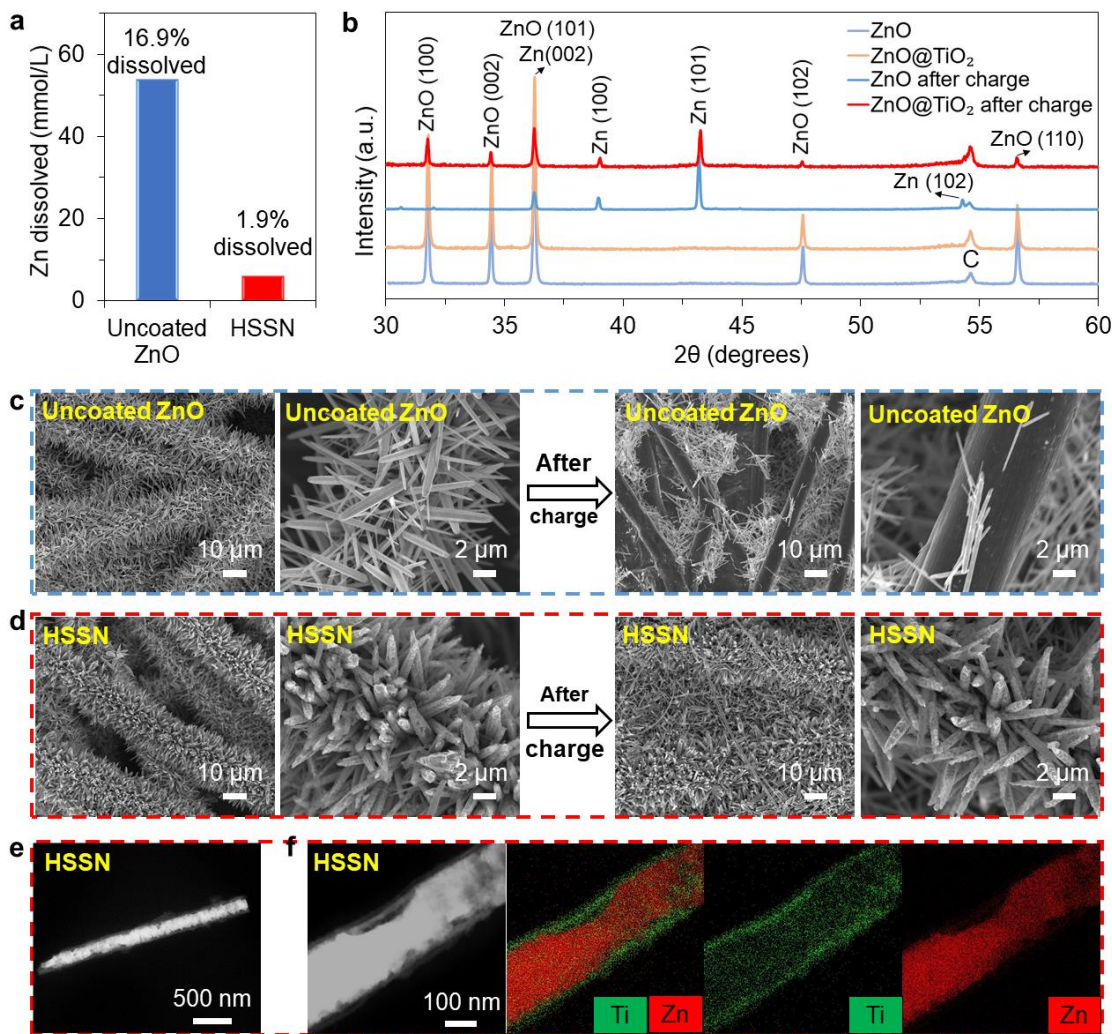 a
Zn dissolved (mmol/L)
60
40
20
0
16.9%
dissolved
1.9%
dissolved
Uncoated
ZnO
HSSN
b
Intensity (a.u.)
ZnO (100)
ZnO (002)
ZnO (101)
Zn(002)
Zn (100)
Zn (101)
ZnO (102)
Zn (102)
ZnO (110)
C
ZnO
ZnO@TiO₂
ZnO after charge
ZnO@TiO₂ after charge
30 35 40 45 50 55 60
2θ (degrees)
c
Uncoated ZnO
10 µm
Uncoated ZnO
2 µm
After
charge
Uncoated ZnO
10 µm
Uncoated ZnO
2 µm
d
HSSN
10 µm
HSSN
2 µm
After
charge
HSSN
10 µm
HSSN
2 µm
e
HSSN
500 nm
f
HSSN
100 nm
Ti Zn
Ti
Zn